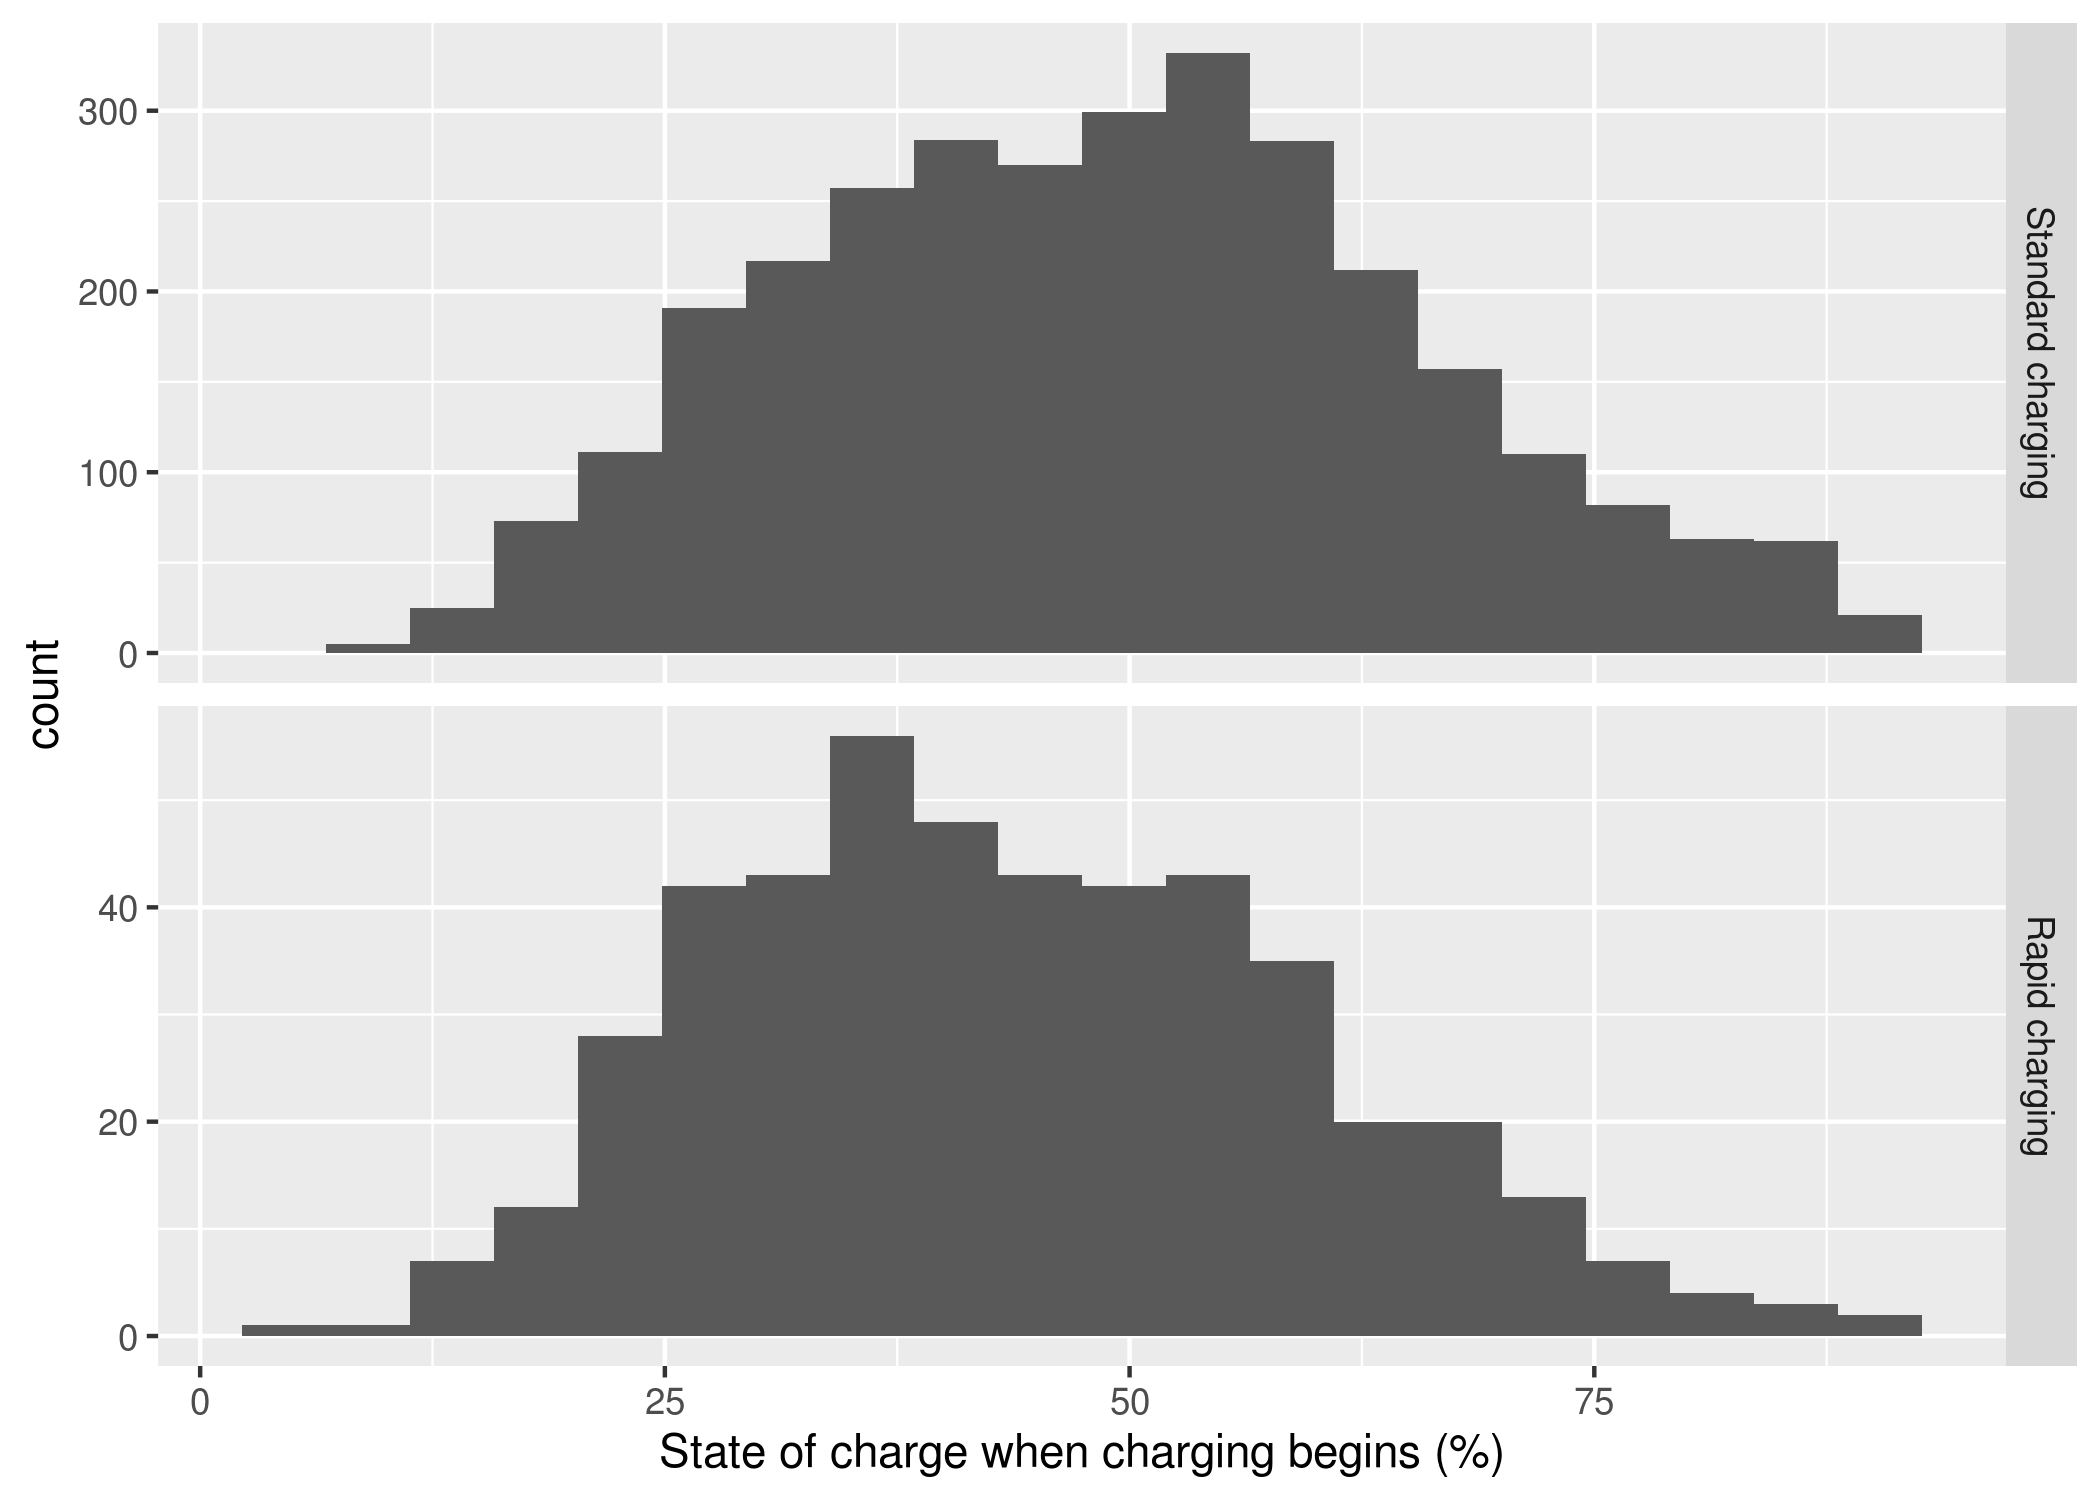 300
200
100
0
Standard charging
count
40
20
0
Rapid charging
0 25 50 75
State of charge when charging begins (%)